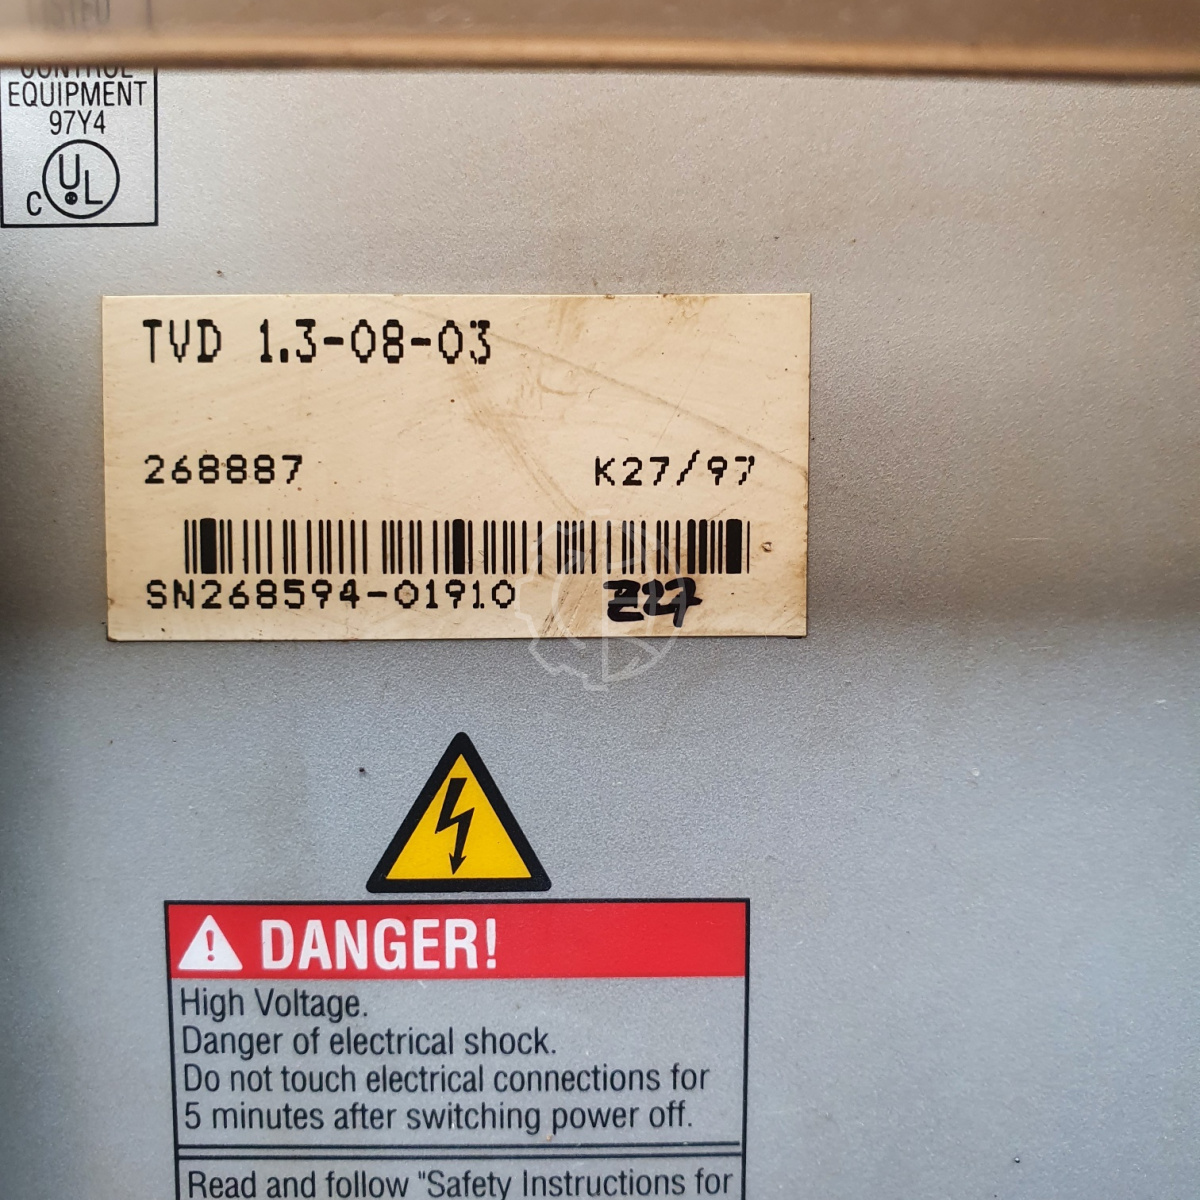 LISTED
CONTROL
EQUIPMENT
97Y4
C UL
TVD 1.3-08-03
268887 K27/97
SN268594-01910
DANGER!
High Voltage.
Danger of electrical shock.
Do not touch electrical connections for
5 minutes after switching power off.
Read and follow "Safety Instructions for